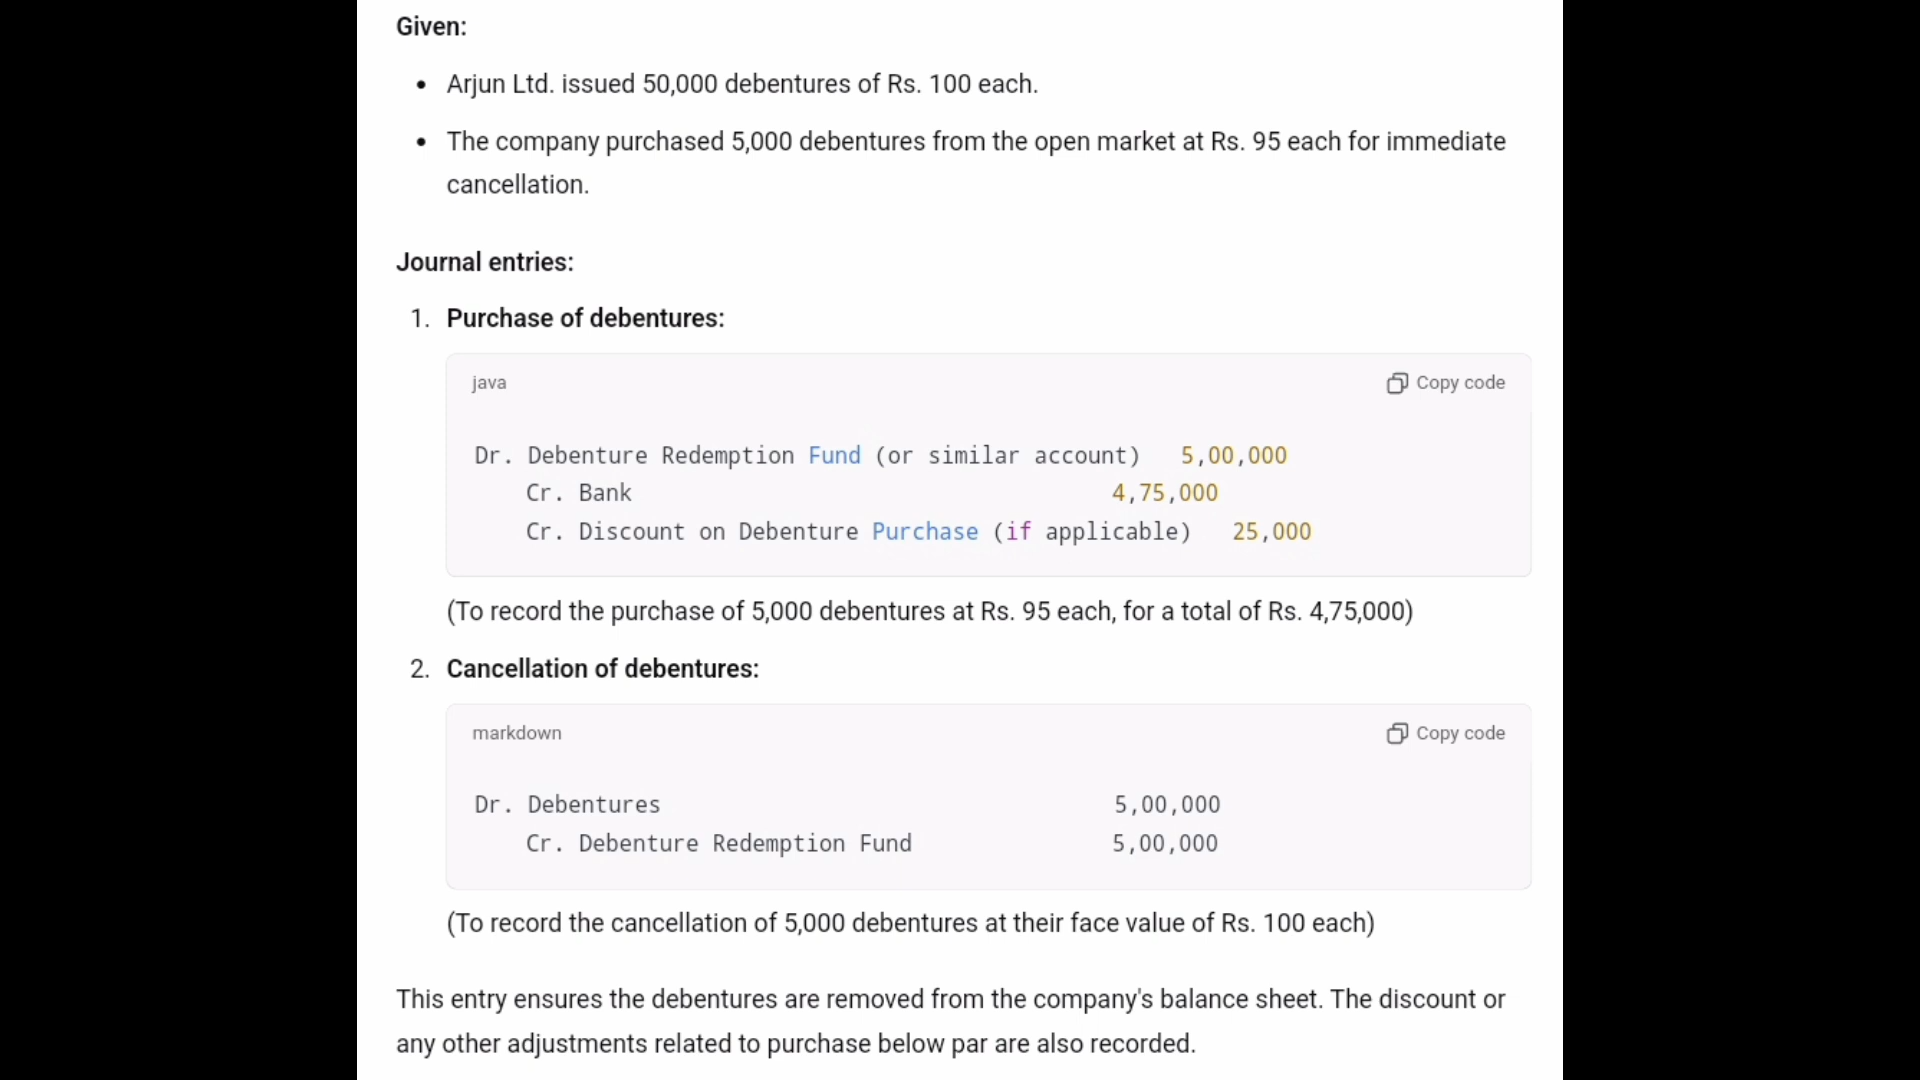 Given:
• Arjun Ltd. issued 50,000 debentures of Rs. 100 each.
• The company purchased 5,000 debentures from the open market at Rs. 95 each for immediate
cancellation.
Journal entries:
1. Purchase of debentures:
java Copy code
Dr. Debenture Redemption Fund (or similar account) 5,00,000
Cr. Bank 4,75,000
Cr. Discount on Debenture Purchase (if applicable) 25,000
(To record the purchase of 5,000 debentures at Rs. 95 each, for a total of Rs. 4,75,000)
2. Cancellation of debentures:
markdown Copy code
Dr. Debentures 5,00,000
Cr. Debenture Redemption Fund 5,00,000
(To record the cancellation of 5,000 debentures at their face value of Rs. 100 each)
This entry ensures the debentures are removed from the company's balance sheet. The discount or
any other adjustments related to purchase below par are also recorded.